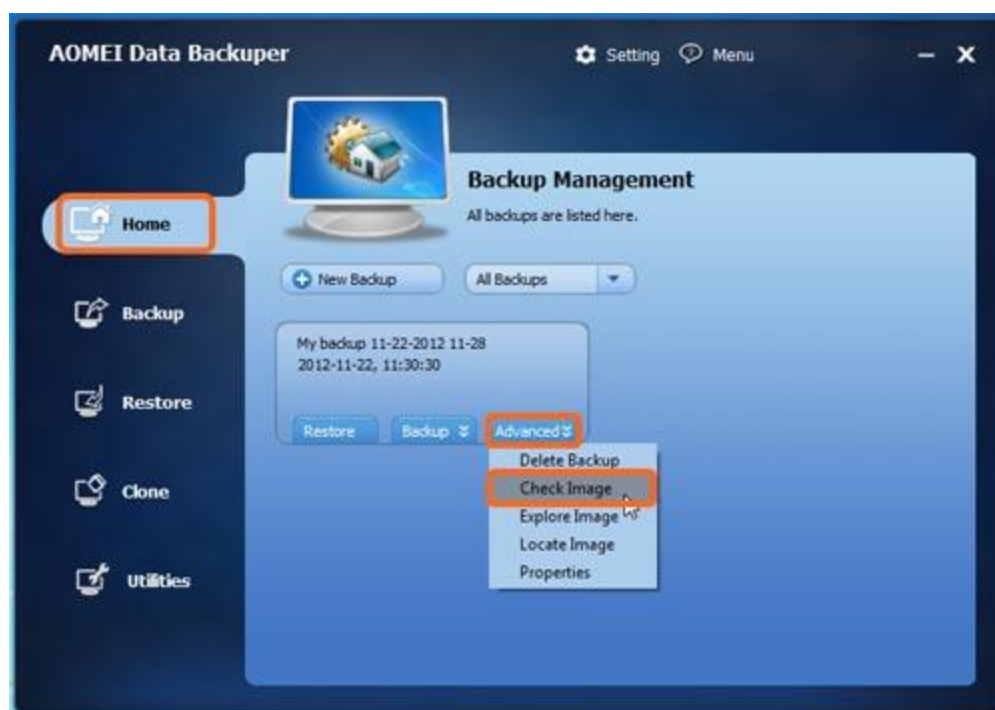 AOMEI Data Backuper
Setting Menu
Backup Management
All backups are listed here.
Home
New Backup All Backups
Backup
My backup 11-22-2012 11-28
2012-11-22, 11:30:30
Restore
Restore Backup Advanced
Delete Backup
Check Image
Clone
Explore Image
Locate Image
Properties
Utilities